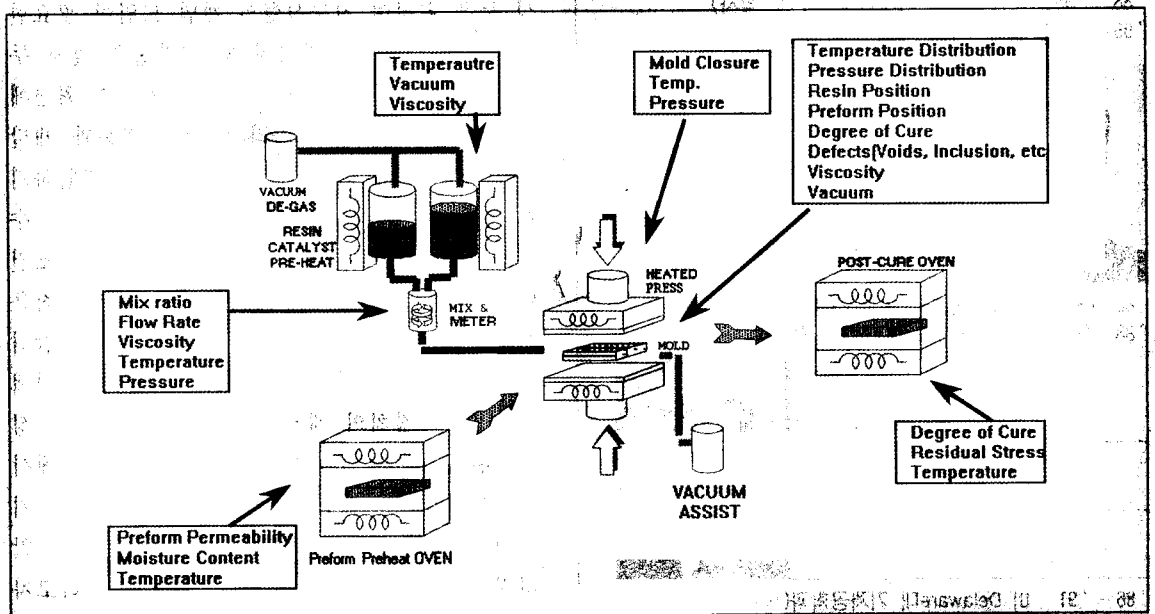 Temperautre
Vacuum
Viscosity
Mold Closure
Temp.
Pressure
Temperature Distribution
Pressure Distribution
Resin Position
Preform Position
Degree of Cure
Defects(Voids, Inclusion, etc
Viscosity
Vacuum
VACUUM
DE-GAS
RESIN
CATALYST
PRE-HEAT
HEATED
PRESS
POST-CURE OVEN
Mix ratio
Flow Rate
Viscosity
Temperature
Pressure
MIX &
METER
MOLD
Degree of Cure
Residual Stress
Temperature
VACUUM
ASSIST
Preform Permeability
Moisture Content
Temperature
Preform Preheat OVEN